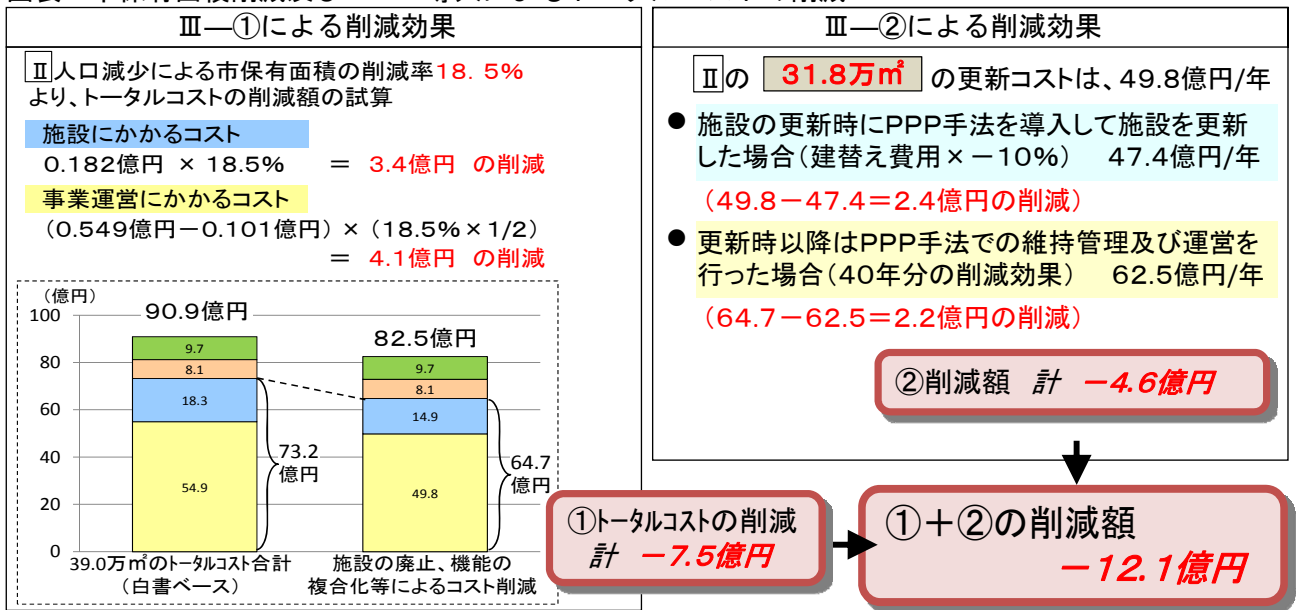 Ⅲ―①による削減効果
Ⅱ人口減少による市保有面積の削減率18.5%
より、トータルコストの削減額の試算
施設にかかるコスト
0.182億円 × 18.5% = 3.4億円 の削減
事業運営にかかるコスト
(0.549億円-0.101億円) × (18.5%×1/2)
= 4.1億円 の削減
(億円)
100
80
60
40
20
0
90.9億円
9.7
8.1
18.3
54.9
73.2
億円
82.5億円
9.7
8.1
14.9
49.8
64.7
億円
39.0万㎡のトータルコスト合計
(白書ベース)
施設の廃止、機能の
複合化等によるコスト削減
①トータルコストの削減
計 -7.5億円
Ⅲ―②による削減効果
Ⅱの 31.8万㎡ の更新コストは、49.8億円/年
● 施設の更新時にPPP手法を導入して施設を更新
した場合(建替え費用×-10%) 47.4億円/年
(49.8-47.4=2.4億円の削減)
● 更新時以降はPPP手法での維持管理及び運営を
行った場合(40年分の削減効果) 62.5億円/年
(64.7-62.5=2.2億円の削減)
②削減額 計 -4.6億円
①+②の削減額
-12.1億円